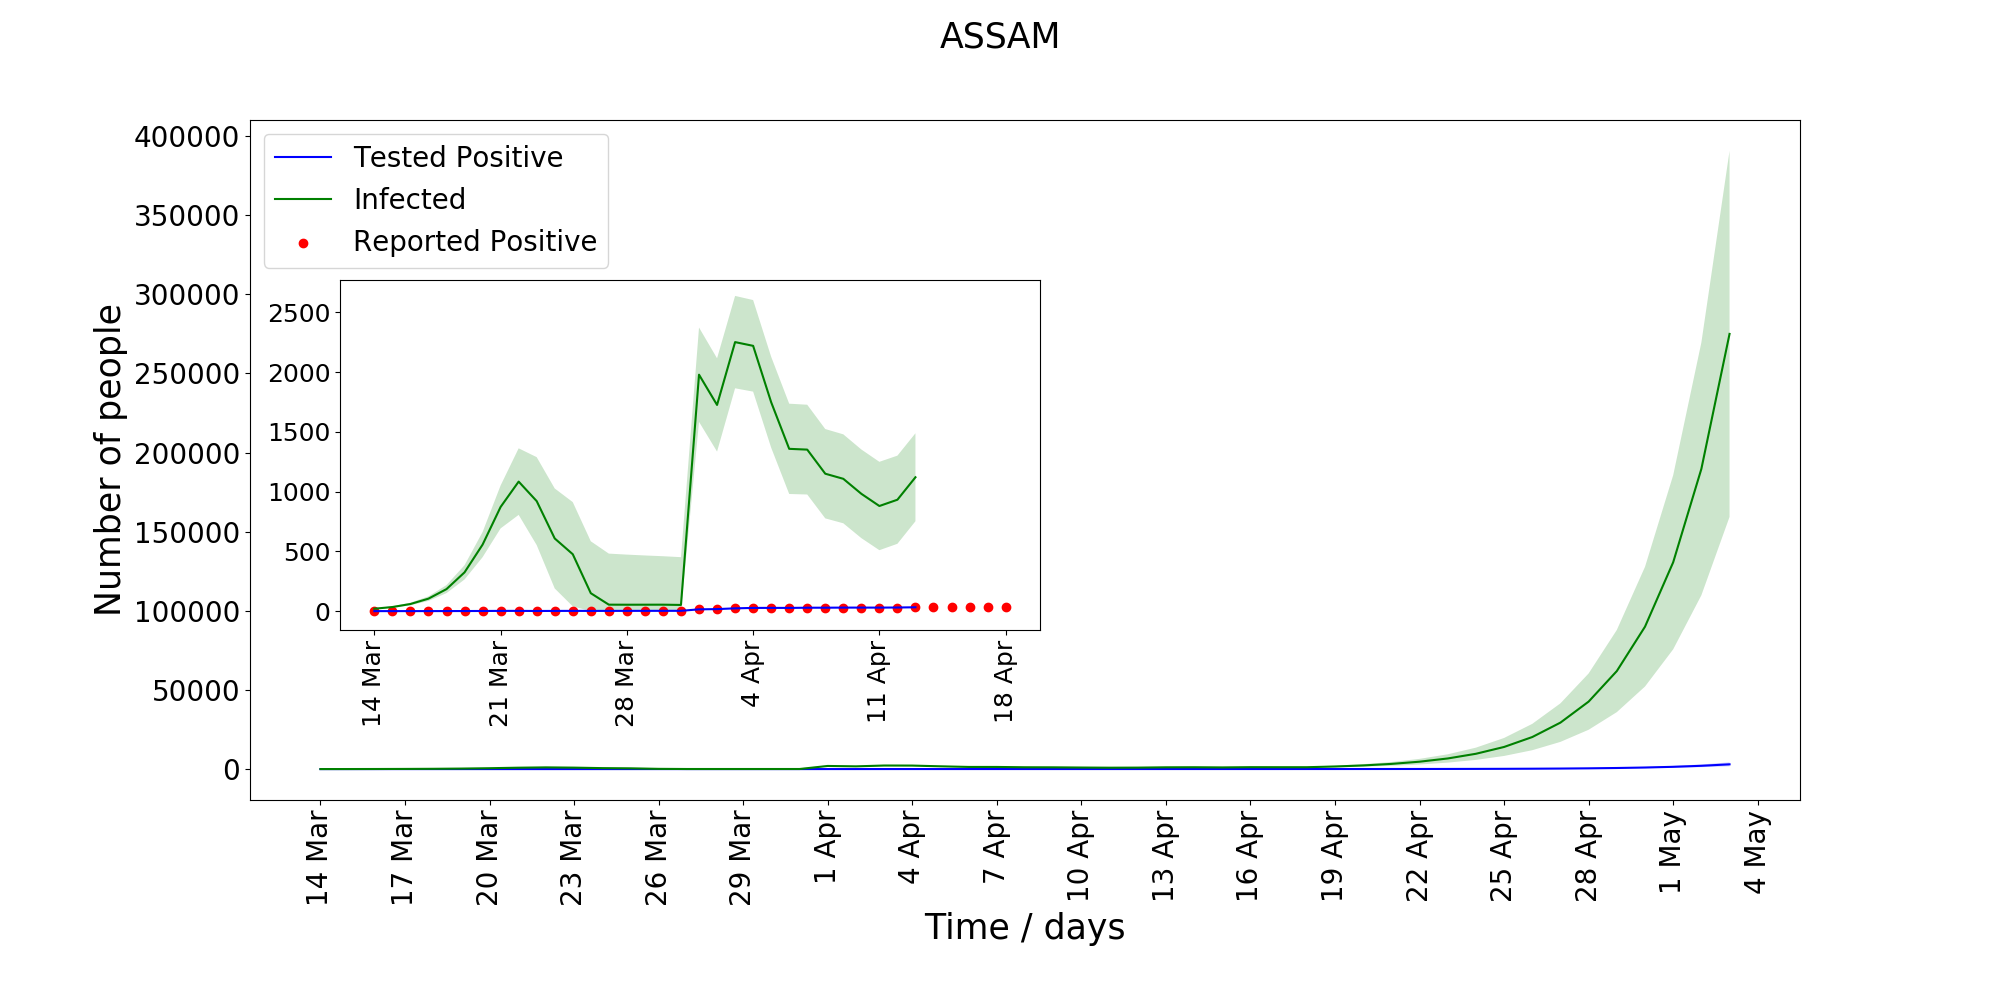 ASSAM
Tested Positive
Infected
Reported Positive
Number of people
400000
350000
300000
250000
200000
150000
100000
50000
0
2500
2000
1500
1000
500
0
14 Mar
21 Mar
28 Mar
4 Apr
11 Apr
18 Apr
14 Mar
17 Mar
20 Mar
23 Mar
26 Mar
29 Mar
1 Apr
4 Apr
7 Apr
10 Apr
13 Apr
16 Apr
19 Apr
22 Apr
25 Apr
28 Apr
1 May
4 May
Time / days